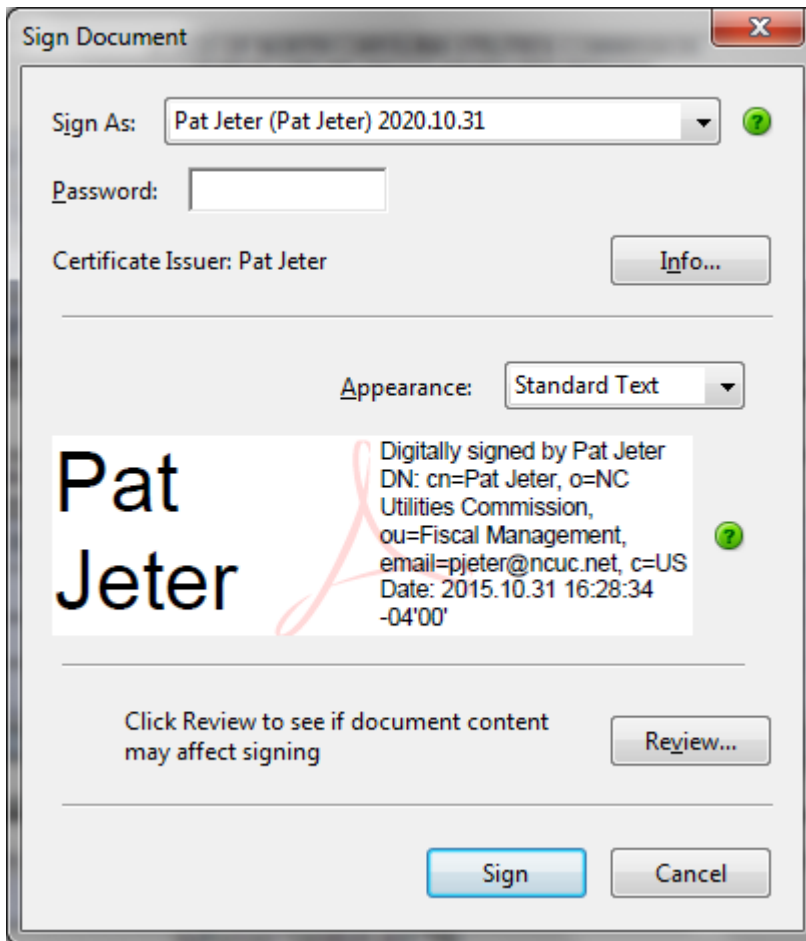 Sign Document
Sign As: Pat Jeter (Pat Jeter) 2020.10.31
Password:
Certificate Issuer: Pat Jeter Info...
Appearance: Standard Text
Pat
Jeter
Digitally signed by Pat Jeter
DN: cn=Pat Jeter, o=NC
Utilities Commission,
ou=Fiscal Management,
email=pjeter@ncuc.net, c=US
Date: 2015.10.31 16:28:34
-04'00'
Click Review to see if document content
may affect signing
Review...
Sign Cancel